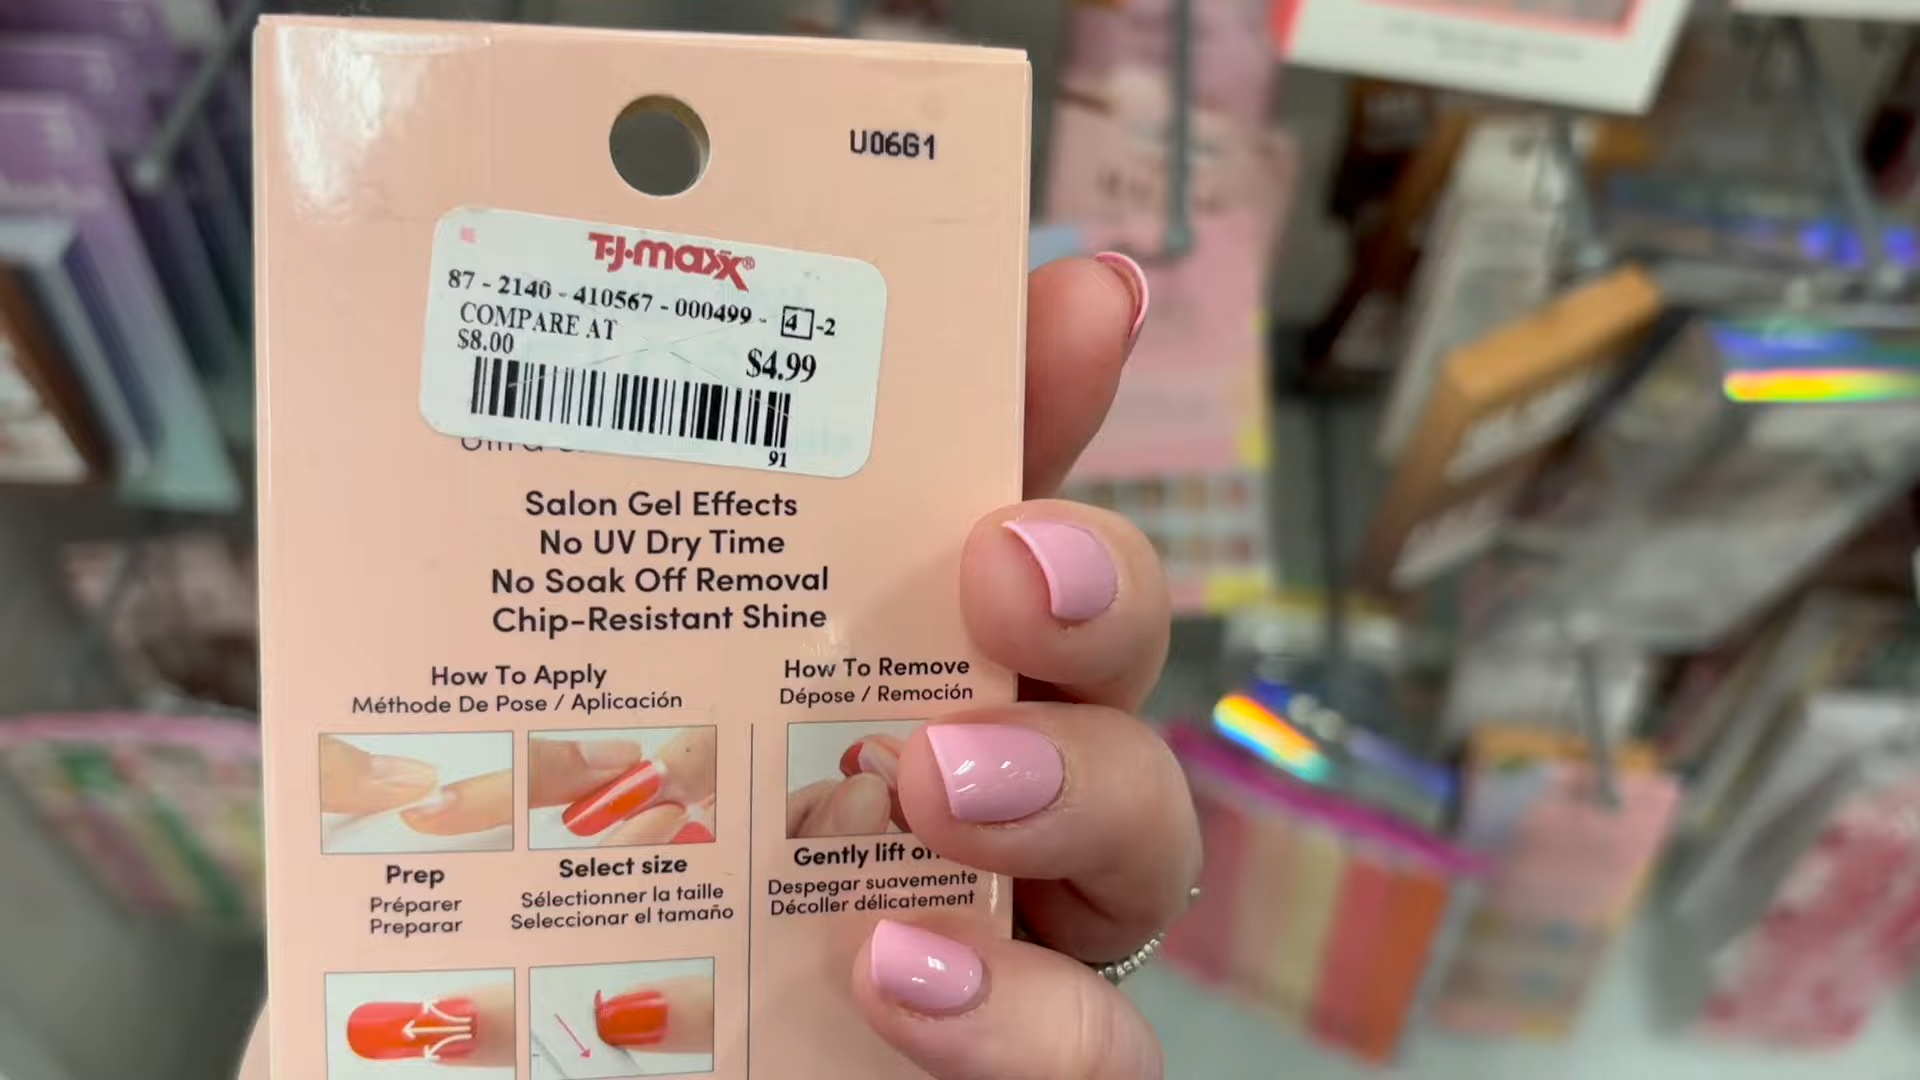 U06G1
T·J·maxx®
87 - 2140 - 410567 - 000499 - 4 -2
COMPARE AT
$8.00
$4.99
91
Salon Gel Effects
No UV Dry Time
No Soak Off Removal
Chip-Resistant Shine
How To Apply
Méthode De Pose / Aplicación
How To Remove
Dépose / Remoción
Prep
Préparer
Preparar
Select size
Sélectionner la taille
Seleccionar el tamaño
Gently lift
Despegar suavemente
Décoller délicatement